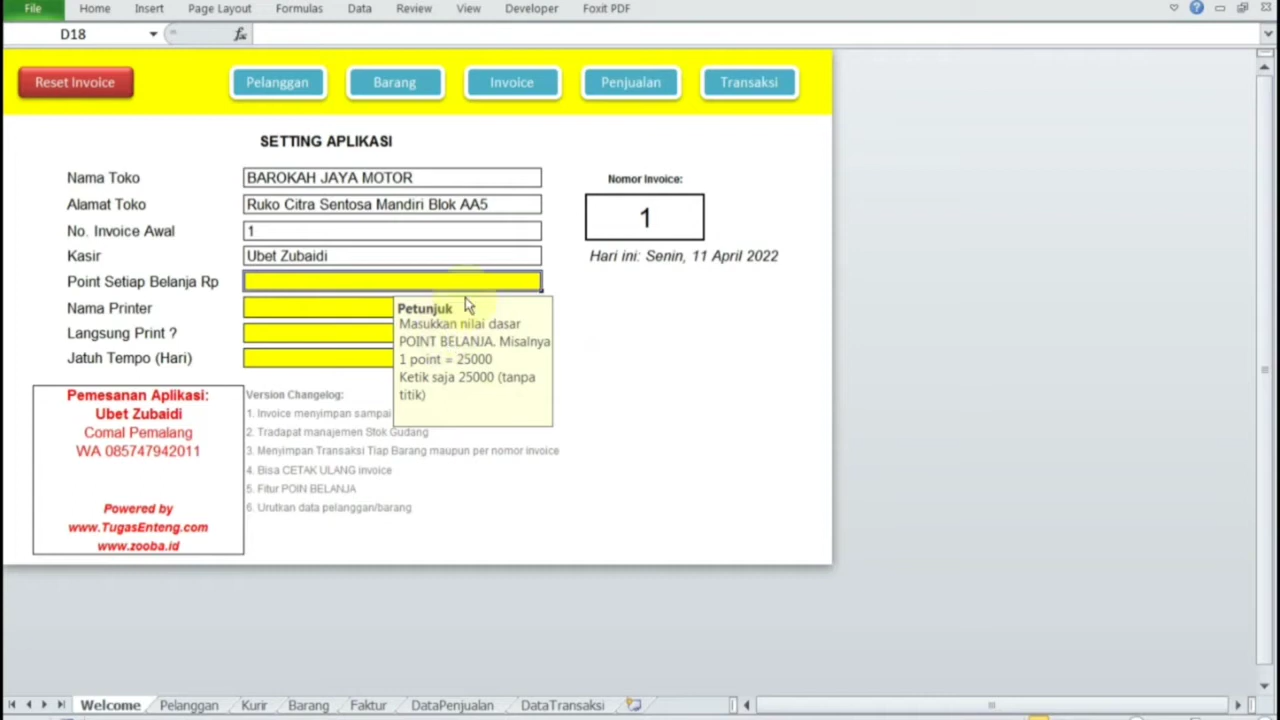 File Home Insert Page Layout Formulas Data Review View Developer Foxit PDF
D18 fx
Reset Invoice Pelanggan Barang Invoice Penjualan Transaksi
SETTING APLIKASI
Nama Toko BAROKAH JAYA MOTOR
Nomor Invoice:
Alamat Toko Ruko Citra Sentosa Mandiri Blok AA5
1
No. Invoice Awal 1
Kasir Ubet Zubaidi
Hari ini: Senin, 11 April 2022
Point Setiap Belanja Rp
Nama Printer
Langsung Print ?
Jatuh Tempo (Hari)
Petunjuk
Masukkan nilai dasar
POINT BELANJA. Misalnya
1 point = 25000
Ketik saja 25000 (tanpa
titik)
Pemesanan Aplikasi:
Ubet Zubaidi
Comal Pemalang
WA 085747942011
Powered by
www.TugasEnteng.com
www.zooba.id
Version Changelog:
1. Invoice menyimpan sampai
2. Tradapat manajemen Stok Gudang
3. Menyimpan Transaksi Tiap Barang maupun per nomor invoice
4. Bisa CETAK ULANG invoice
5. Fitur POIN BELANJA
6. Urutkan data pelanggan/barang
Welcome Pelanggan Kurir Barang Faktur DataPenjualan DataTransaksi